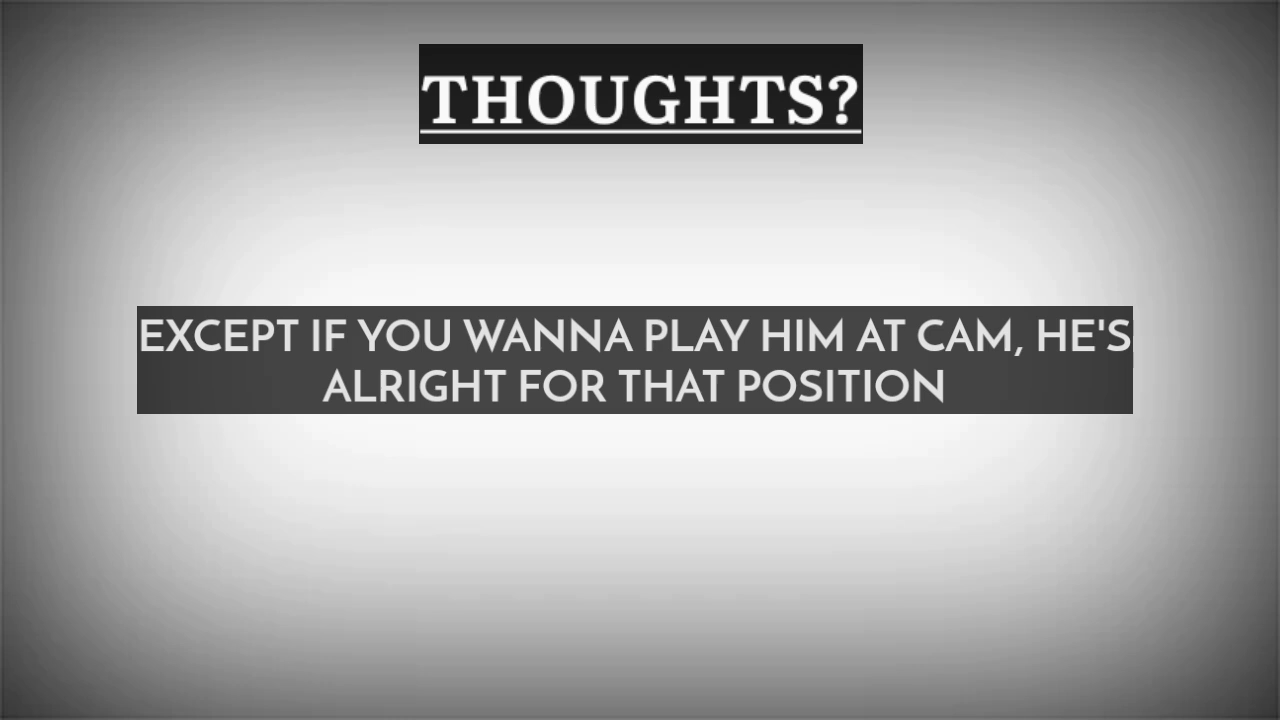 THOUGHTS?
EXCEPT IF YOU WANNA PLAY HIM AT CAM, HE'S
ALRIGHT FOR THAT POSITION